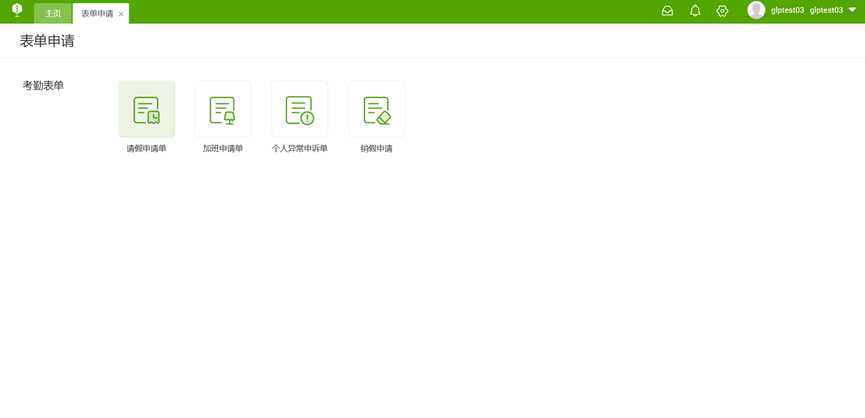 主页
表单申请
glptest03 glptest03
表单申请
考勤表单
请假申请单
加班申请单
个人异常申诉单
销假申请